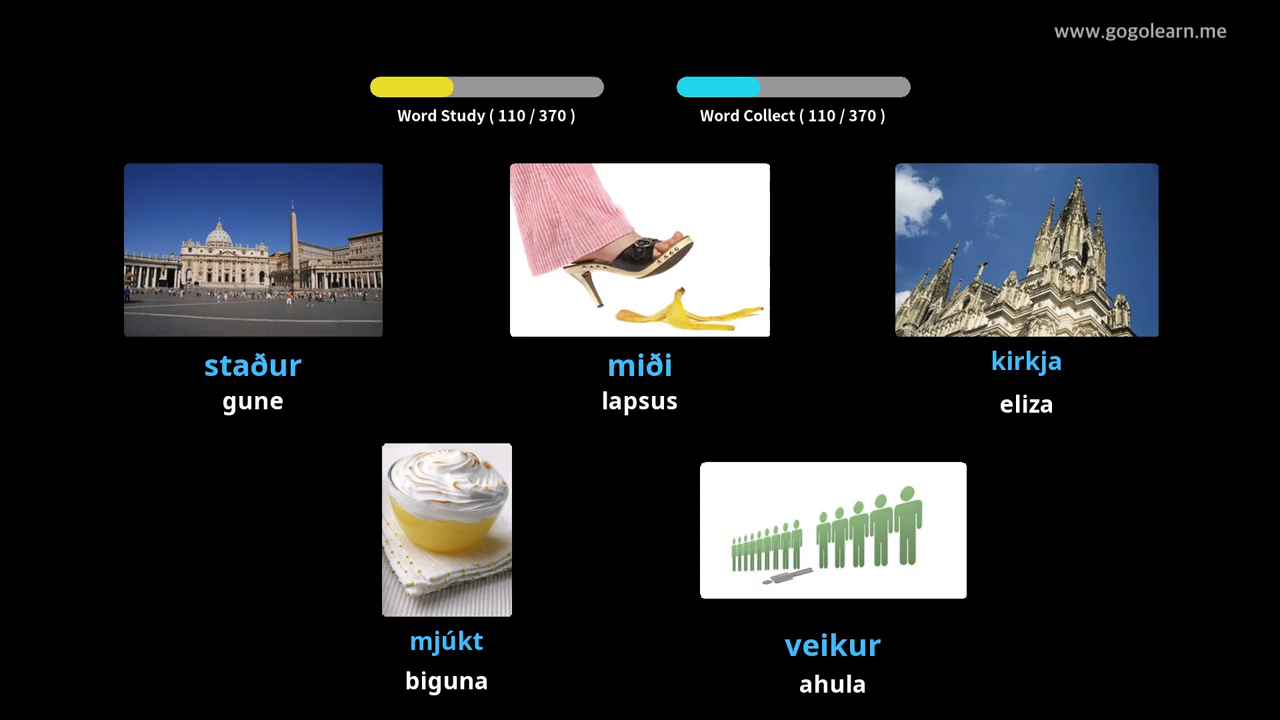 www.gogolearn.me
Word Study ( 110 / 370 )
Word Collect ( 110 / 370 )
staður
gune
miði
lapsus
kirkja
eliza
mjúkt
biguna
veikur
ahula